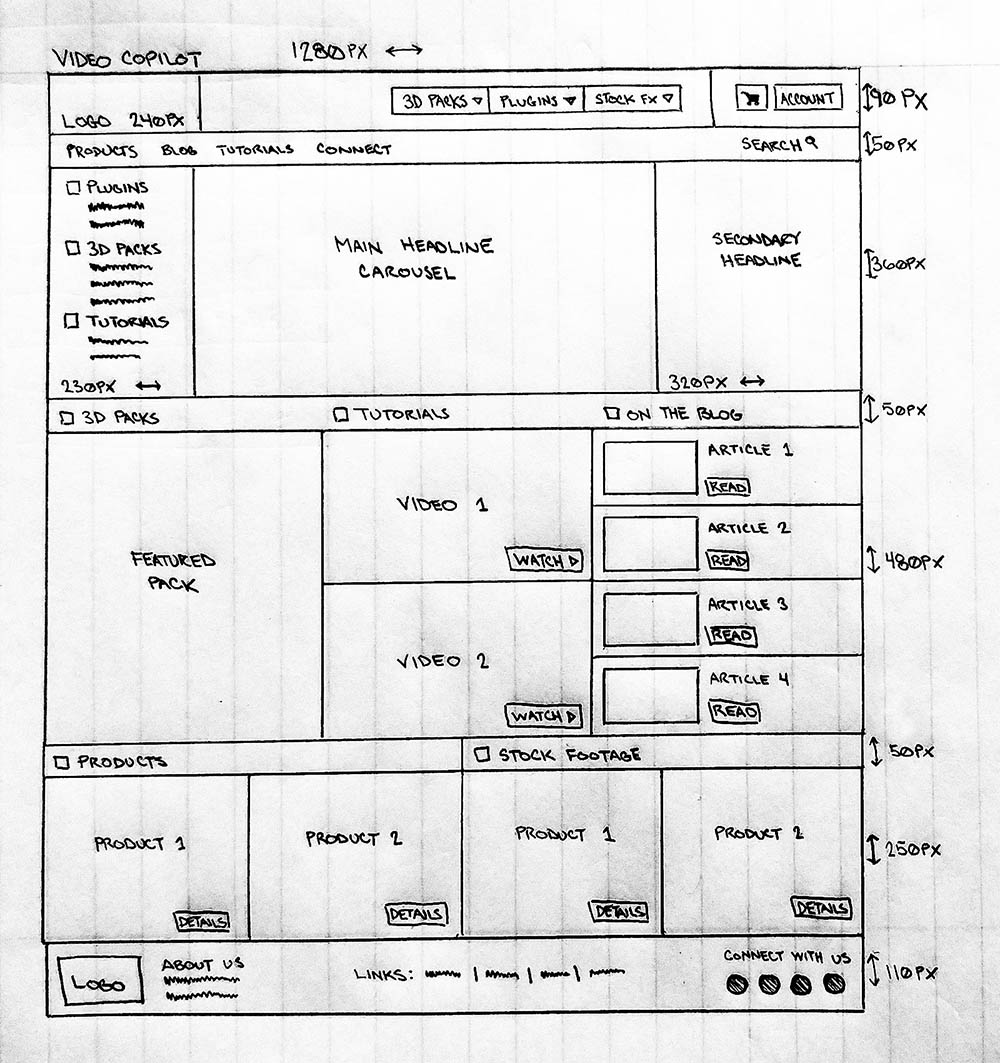 VIDEO COPILOT 1280PX
LOGO 240PX
3D PACKS PLUGINS STOCK FX
ACCOUNT
90 PX
PRODUCTS BLOG TUTORIALS CONNECT SEARCH
50PX
PLUGINS
3D PACKS
TUTORIALS
230PX
MAIN HEADLINE
CAROUSEL
SECONDARY
HEADLINE
320PX
360PX
3D PACKS TUTORIALS ON THE BLOG
50PX
FEATURED
PACK
VIDEO 1
WATCH
VIDEO 2
WATCH
ARTICLE 1
READ
ARTICLE 2
READ
ARTICLE 3
READ
ARTICLE 4
READ
480PX
PRODUCTS STOCK FOOTAGE
50PX
PRODUCT 1
DETAILS
PRODUCT 2
DETAILS
PRODUCT 1
DETAILS
PRODUCT 2
DETAILS
250PX
LOGO
ABOUT US
LINKS:
CONNECT WITH US
110PX